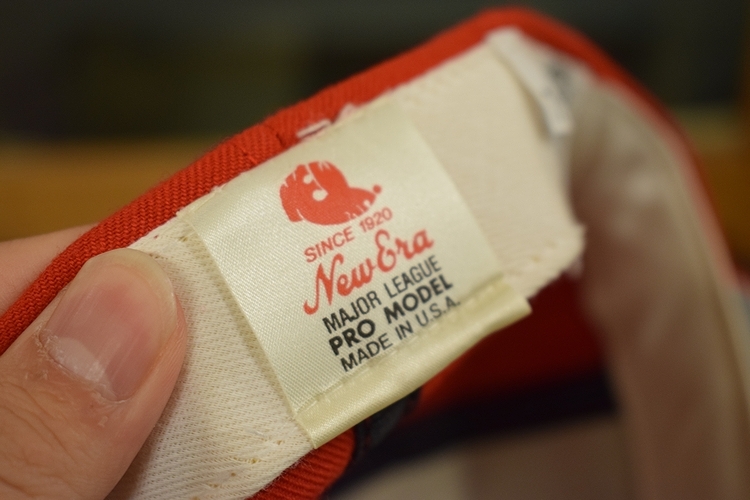 SINCE 1920
New Era
MAJOR LEAGUE
PRO MODEL
MADE IN U.S.A.